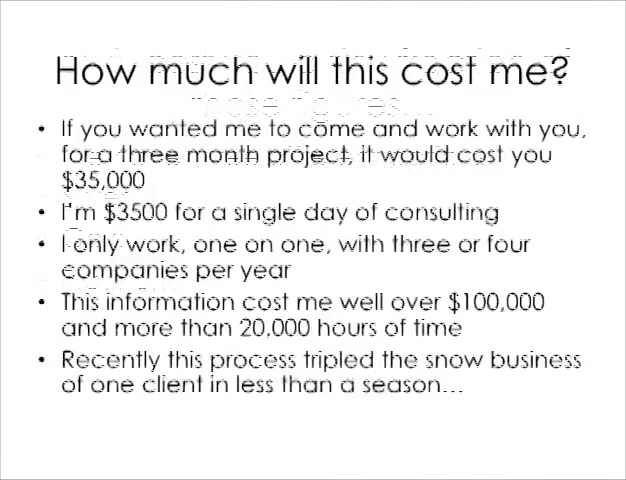 How much will this cost me?
• If you wanted me to come and work with you,
for a three month project, it would cost you
$35,000
• I'm $3500 for a single day of consulting
• I only work, one on one, with three or four
companies per year
• This information cost me well over $100,000
and more than 20,000 hours of time
• Recently this process tripled the snow business
of one client in less than a season…